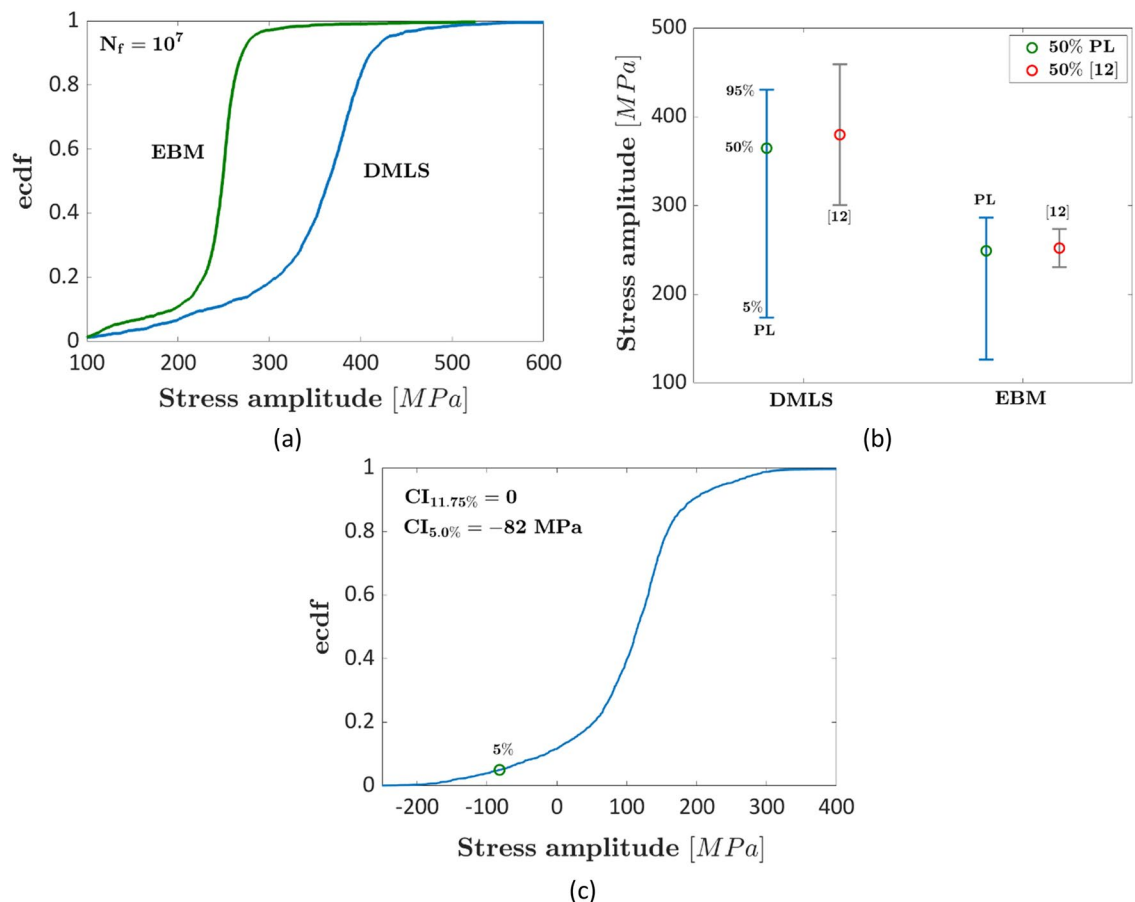 N_f = 10^7
EBM
DMLS
1
0.8
0.6
0.4
0.2
0
ecdf
100 200 300 400 500 600
Stress amplitude [MPa]
(a)
50% PL
50% [12]
95%
50%
5%
PL
[12]
PL
[12]
500
400
300
200
100
Stress amplitude [MPa]
DMLS EBM
(b)
CI_11.75% = 0
CI_5.0% = −82 MPa
5%
1
0.8
0.6
0.4
0.2
0
ecdf
-200 -100 0 100 200 300 400
Stress amplitude [MPa]
(c)